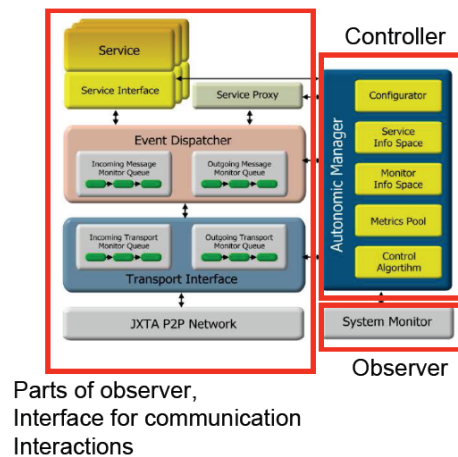 Controller
Service
Service Interface
Service Proxy
Event Dispatcher
Incoming Message
Monitor Queue
Outgoing Message
Monitor Queue
Incoming Transport
Monitor Queue
Outgoing Transport
Monitor Queue
Transport Interface
JXTA P2P Network
Autonomic Manager
Configurator
Service
Info Space
Monitor
Info Space
Metrics Pool
Control
Algortihm
System Monitor
Observer
Parts of observer,
Interface for communication
Interactions